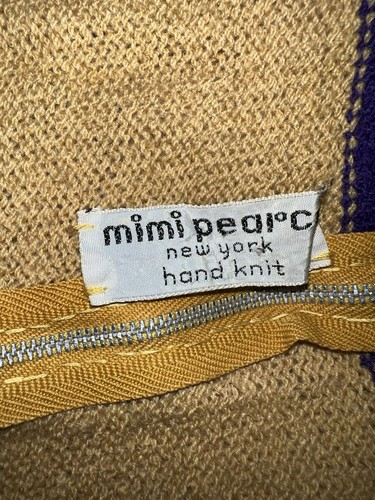 mimi pearc
new york
hand knit